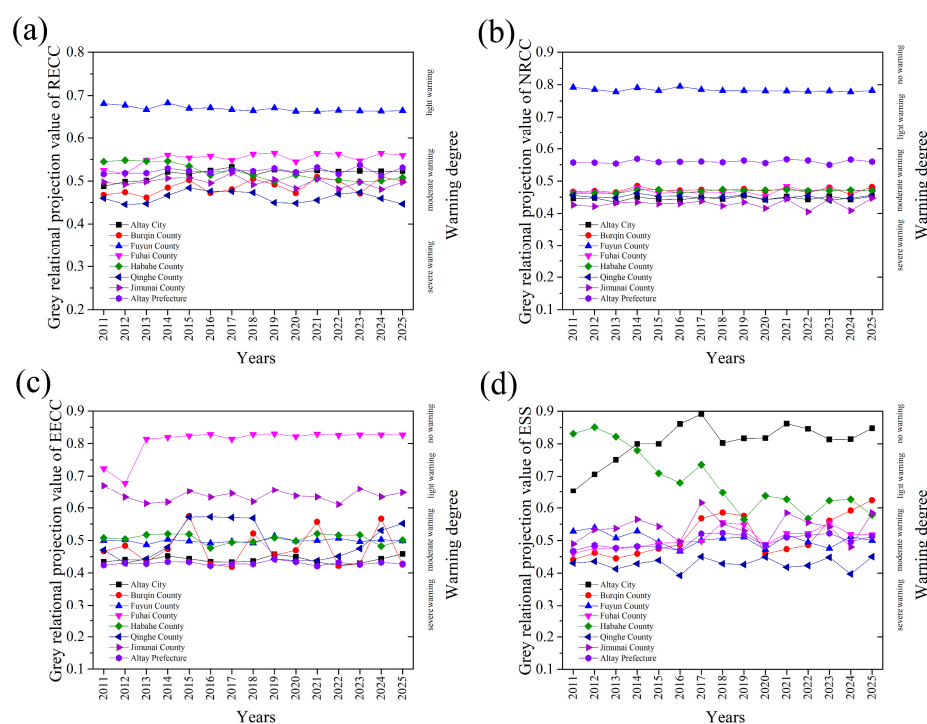 (a)
Grey relational projection value of RECC
0.8
0.7
0.6
0.5
0.4
0.3
0.2
Altay City
Burqin County
Fuyun County
Fuhai County
Habahe County
Qinghe County
Jimunai County
Altay Prefecture
2011 2012 2013 2014 2015 2016 2017 2018 2019 2020 2021 2022 2023 2024 2025
Years
light warning
moderate warning
severe warning
Warning degree
(b)
Grey relational projection value of NRCC
0.9
0.8
0.7
0.6
0.5
0.4
0.3
0.2
0.1
Altay City
Burqin County
Fuyun County
Fuhai County
Habahe County
Qinghe County
Jimunai County
Altay Prefecture
2011 2012 2013 2014 2015 2016 2017 2018 2019 2020 2021 2022 2023 2024 2025
Years
no warning
light warning
moderate warning
severe warning
Warning degree
(c)
Grey relational projection value of EECC
0.9
0.8
0.7
0.6
0.5
0.4
0.3
0.2
0.1
Altay City
Burqin County
Fuyun County
Fuhai County
Habahe County
Qinghe County
Jimunai County
Altay Prefecture
2011 2012 2013 2014 2015 2016 2017 2018 2019 2020 2021 2022 2023 2024 2025
Years
no warning
light warning
moderate warning
severe warning
Warning degree
(d)
Grey relational projection value of ESS
0.9
0.8
0.7
0.6
0.5
0.4
0.3
0.2
0.1
Altay City
Burqin County
Fuyun County
Fuhai County
Habahe County
Qinghe County
Jimunai County
Altay Prefecture
2011 2012 2013 2014 2015 2016 2017 2018 2019 2020 2021 2022 2023 2024 2025
Years
no warning
light warning
moderate warning
severe warning
Warning degree